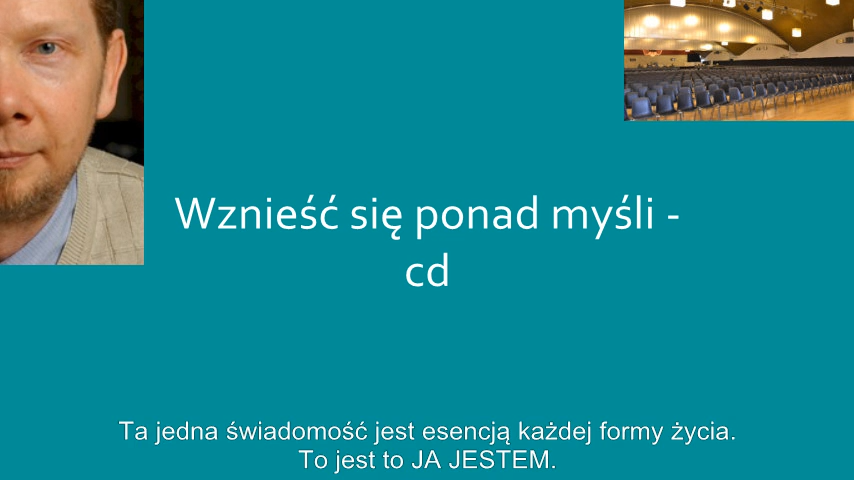 Wznieść się ponad myśli -
cd
Ta jedna świadomość jest esencją każdej formy życia.
To jest to JA JESTEM.